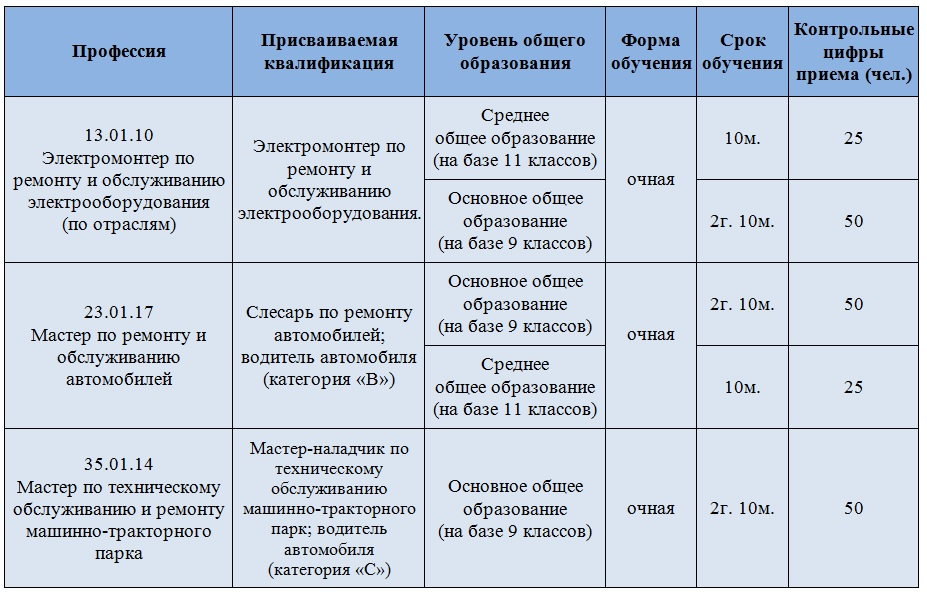 Профессия
Присваиваемая
квалификация
Уровень общего
образования
Форма
обучения
Срок
обучения
Контрольные
цифры
приема (чел.)
13.01.10
Электромонтер по
ремонту и обслуживанию
электрооборудования
(по отраслям)
Электромонтер по
ремонту и
обслуживанию
электрооборудования.
Среднее
общее образование
(на базе 11 классов)
очная
10м.
25
Основное общее
образование
(на базе 9 классов)
2г. 10м.
50
23.01.17
Мастер по ремонту и
обслуживанию
автомобилей
Слесарь по ремонту
автомобилей;
водитель автомобиля
(категория «В»)
Основное общее
образование
(на базе 9 классов)
очная
2г. 10м.
50
Среднее
общее образование
(на базе 11 классов)
10м.
25
35.01.14
Мастер по техническому
обслуживанию и ремонту
машинно-тракторного
парка
Мастер-наладчик по
техническому
обслуживанию
машинно-тракторного
парк; водитель
автомобиля
(категория «С»)
Основное общее
образование
(на базе 9 классов)
очная
2г. 10м.
50